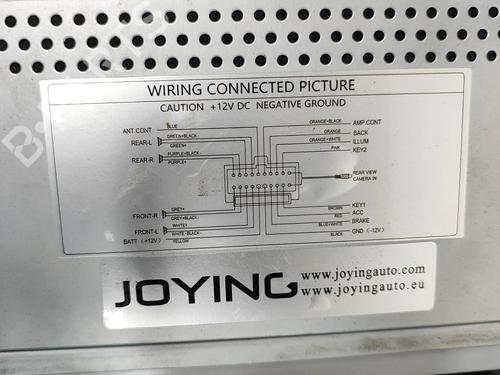 WIRING CONNECTED PICTURE
CAUTION +12V DC NEGATIVE GROUND
ANT.CONT BLUE
REAR-L GREEN+BLACK-
GREEN+
REAR-R PURPLE+BLACK-
PURPLE+
ORANGE+BLACK AMP.CONT
ORANGE BACK
ORANGE+WHITE ILLUM
PINK KEY2
REAR VIEW
CAMERA IN
FRONT-R GREY+
GREY+BLACK-
FRONT-L WHITE+
WHITE+BLACK-
BATT (+12V) YELLOW
BROWN KEY1
RED ACC
BLUE+WHITE BRAKE
BLACK GND (-12V)
JOYING
www.joyingauto.com
www.joyingauto.eu